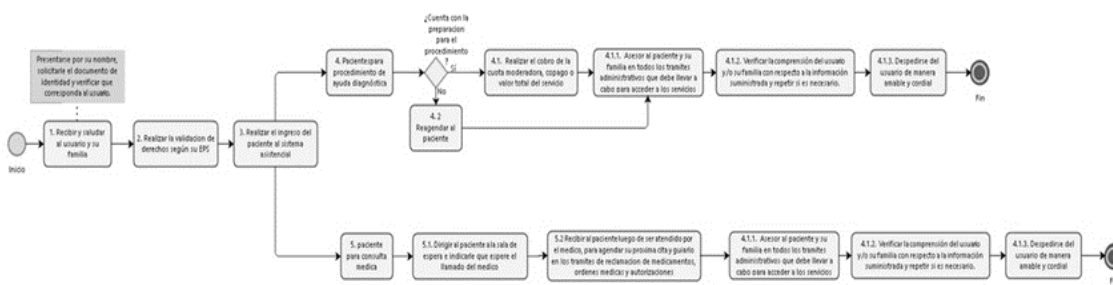 Presentarse por su nombre,
solicitarle el documento de
identidad y verificar que
corresponda al usuario.
Inicio
1. Recibir y saludar
al usuario y su
familia
2. Realizar la validacion de
derechos según su EPS
3. Realizar el ingreso del
paciente al sistema
asistencial
4. Pacientes para
procedimiento de
ayuda diagnóstica
¿Cuenta con la
preparacion
para el
procedimiento
?
Si
No
4. 2
Reagendar al
paciente
4.1. Realizar el cobro de la
cuota moderadora, copago o
valor total del servicio
4.1.1. Asesor al paciente y su
familia en todos los tramites
administrativos que debe llevar a
cabo para acceder a los servicios
4.1.2. Verificar la comprensión del usuario
y/o su familia con respecto a la información
suministrada y repetir si es necesario.
4.1.3. Despedirse del
usuario de manera
amable y cordial
Fin
5. paciente
para consulta
medica
5.1. Dirigir al paciente a la sala de
espera e indicarle que espere el
llamado del medico
5.2 Recibir al paciente luego de ser atendido por
el medico, para agendar su proxima cita y guiarlo
en los tramites de reclamacion de medicamentos,
ordenes medicas y autorizaciones
4.1.1. Asesor al paciente y su
familia en todos los tramites
administrativos que debe llevar a
cabo para acceder a los servicios
4.1.2. Verificar la comprensión del usuario
y/o su familia con respecto a la información
suministrada y repetir si es necesario.
4.1.3. Despedirse del
usuario de manera
amable y cordial